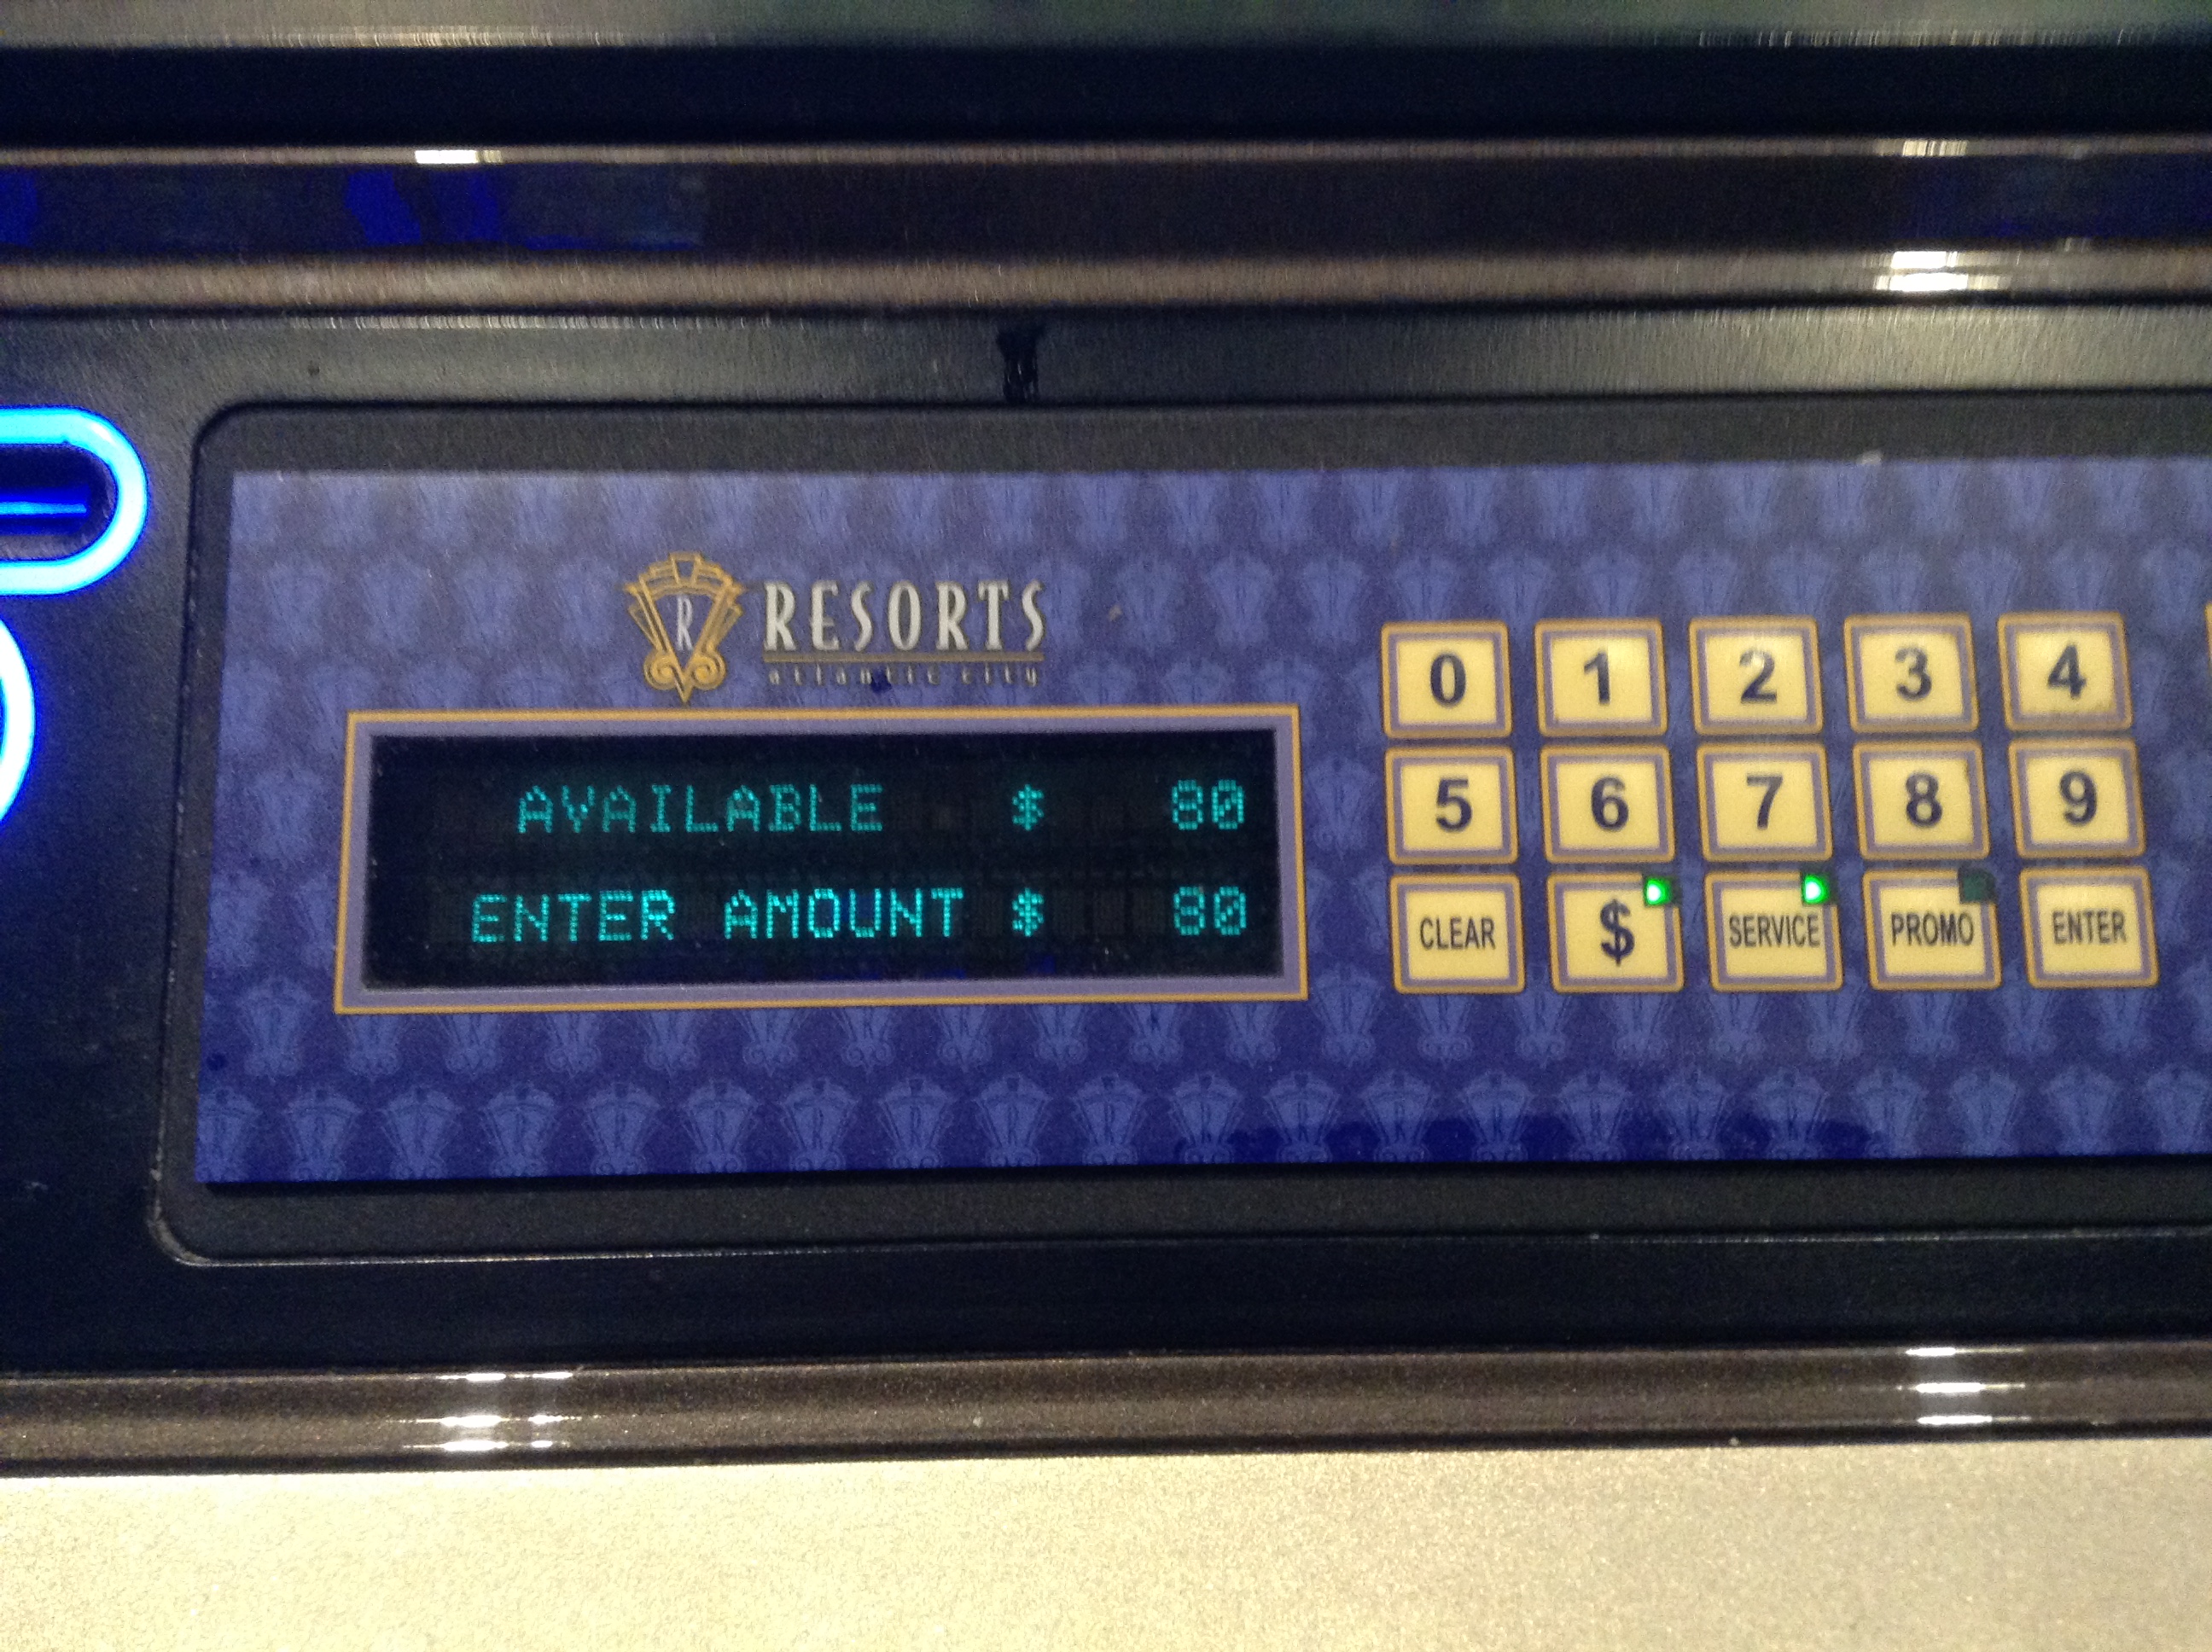 R RESORTS
atlantic city
AVAILABLE $ 80
ENTER AMOUNT $ 80
0 1 2 3 4
5 6 7 8 9
CLEAR $ SERVICE PROMO ENTER